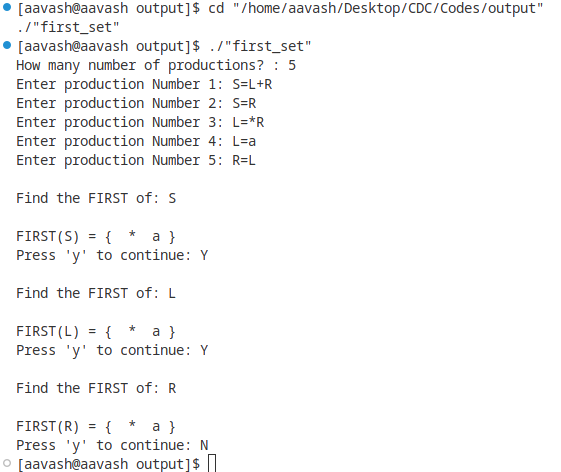 [aavash@aavash output]$ cd "/home/aavash/Desktop/CDC/Codes/output"
./"first_set"
[aavash@aavash output]$ ./"first_set"
How many number of productions? : 5
Enter production Number 1: S=L+R
Enter production Number 2: S=R
Enter production Number 3: L=*R
Enter production Number 4: L=a
Enter production Number 5: R=L

Find the FIRST of: S

FIRST(S) = {  *  a }
Press 'y' to continue: Y

Find the FIRST of: L

FIRST(L) = {  *  a }
Press 'y' to continue: Y

Find the FIRST of: R

FIRST(R) = {  *  a }
Press 'y' to continue: N
[aavash@aavash output]$